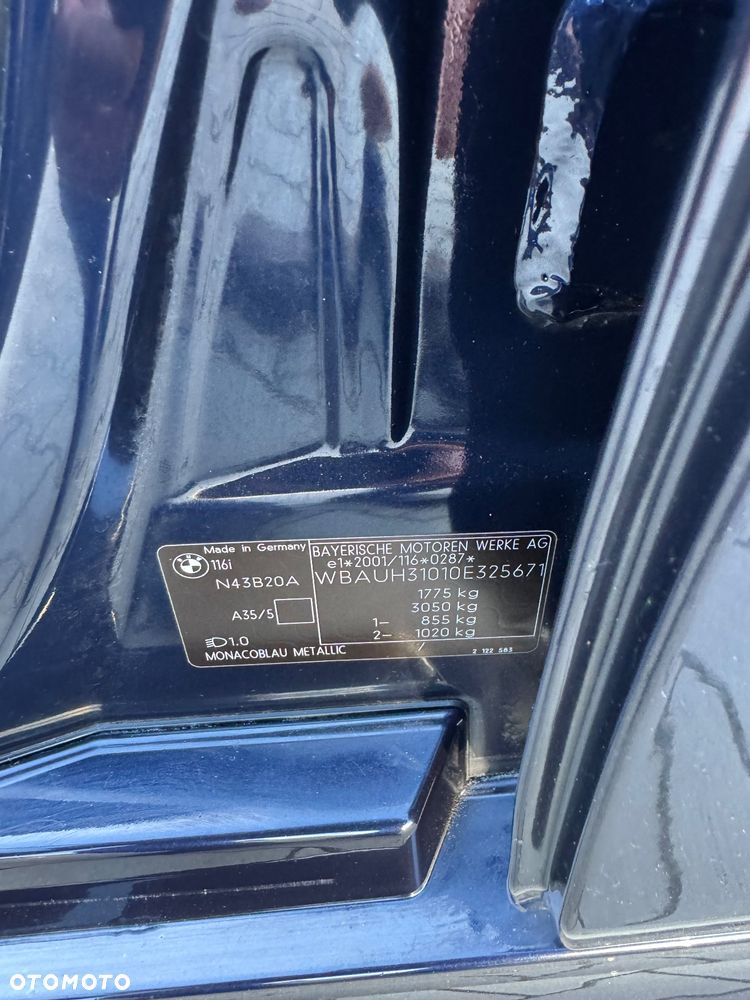 Made in Germany
116i
N43B20A
A35/5
1.0
MONACOBLAU METALLIC
BAYERISCHE MOTOREN WERKE AG
e1*2001/116*0287*
WBAUH31010E325671
1775 kg
3050 kg
1– 855 kg
2– 1020 kg
/
2 122 583
OTOMOTO